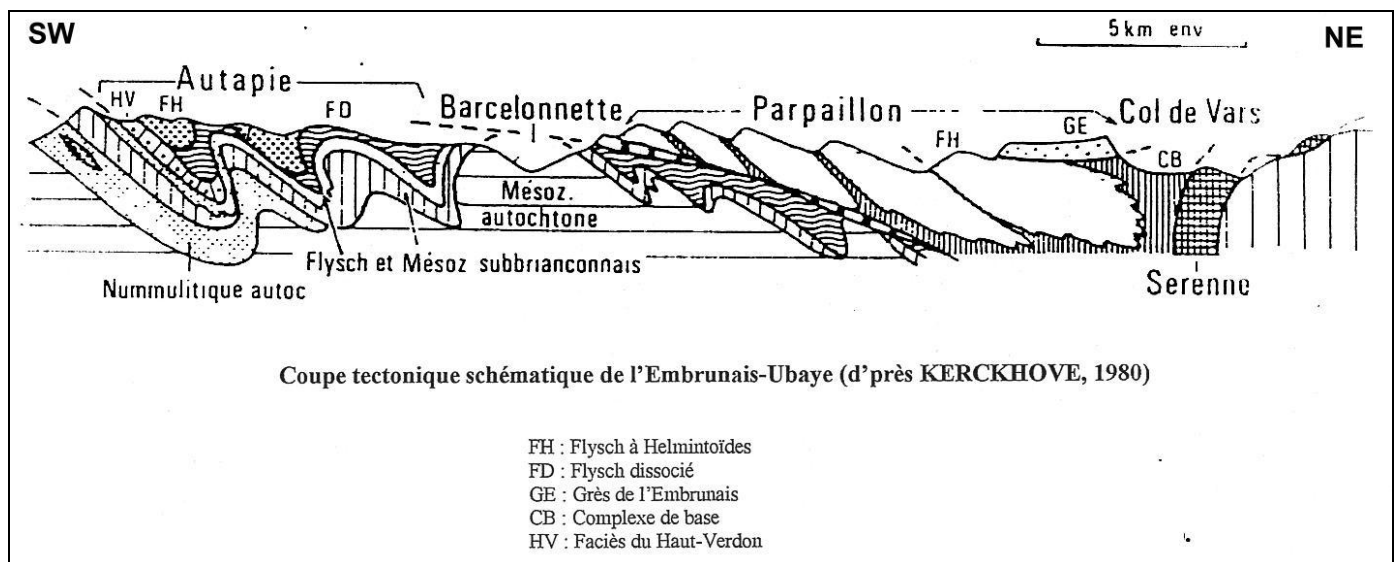 SW
5 km env
NE
Autapie
HV
FH
FD
Barcelonnette
Parpaillon
FH
GE
Col de Vars
CB
Mésoz.
autochtone
Flysch et Mésoz subbrianconnais
Nummulitique autoc
Serenne
Coupe tectonique schématique de l'Embrunais-Ubaye (d'près KERCKHOVE, 1980)
FH : Flysch à Helmintoïdes
FD : Flysch dissocié
GE : Grès de l'Embrunais
CB : Complexe de base
HV : Faciès du Haut-Verdon